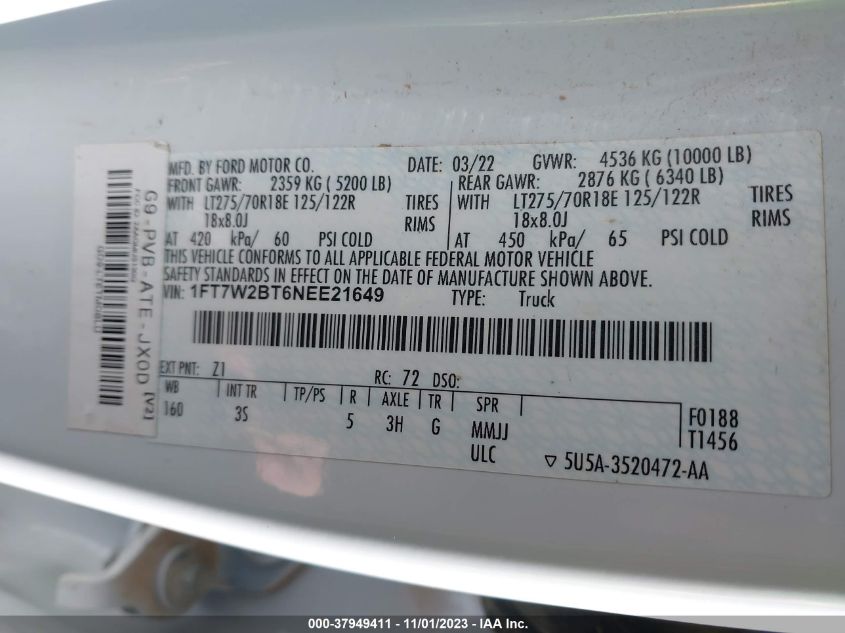 MFD. BY FORD MOTOR CO. DATE: 03/22 GVWR: 4536 KG (10000 LB)
FRONT GAWR: 2359 KG (5200 LB) REAR GAWR: 2876 KG (6340 LB)
WITH LT275/70R18E 125/122R TIRES WITH LT275/70R18E 125/122R TIRES
18x8.0J RIMS 18x8.0J RIMS
AT 420 kPa/ 60 PSI COLD AT 450 kPa/ 65 PSI COLD
THIS VEHICLE CONFORMS TO ALL APPLICABLE FEDERAL MOTOR VEHICLE
SAFETY STANDARDS IN EFFECT ON THE DATE OF MANUFACTURE SHOWN ABOVE.
VIN: 1FT7W2BT6NEE21649 TYPE: Truck
EXT PNT: Z1 RC: 72 DSO:
WB INT TR TP/PS R AXLE TR SPR
160 3S 5 3H G MMJJ
ULC
F0188
T1456
▽ 5U5A-3520472-AA
G9-PVB-ATE-JX0D (V2)
000-37949411 - 11/01/2023 - IAA Inc.